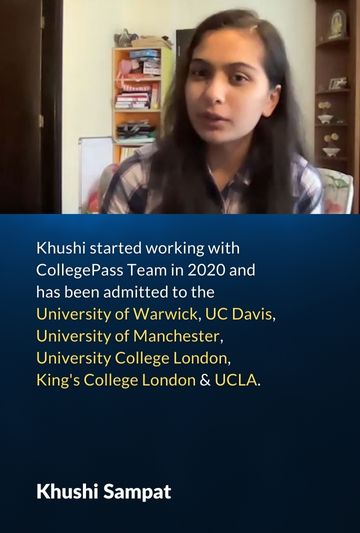 Khushi started working with
CollegePass Team in 2020 and
has been admitted to the
University of Warwick, UC Davis,
University of Manchester,
University College London,
King's College London & UCLA.
Khushi Sampat